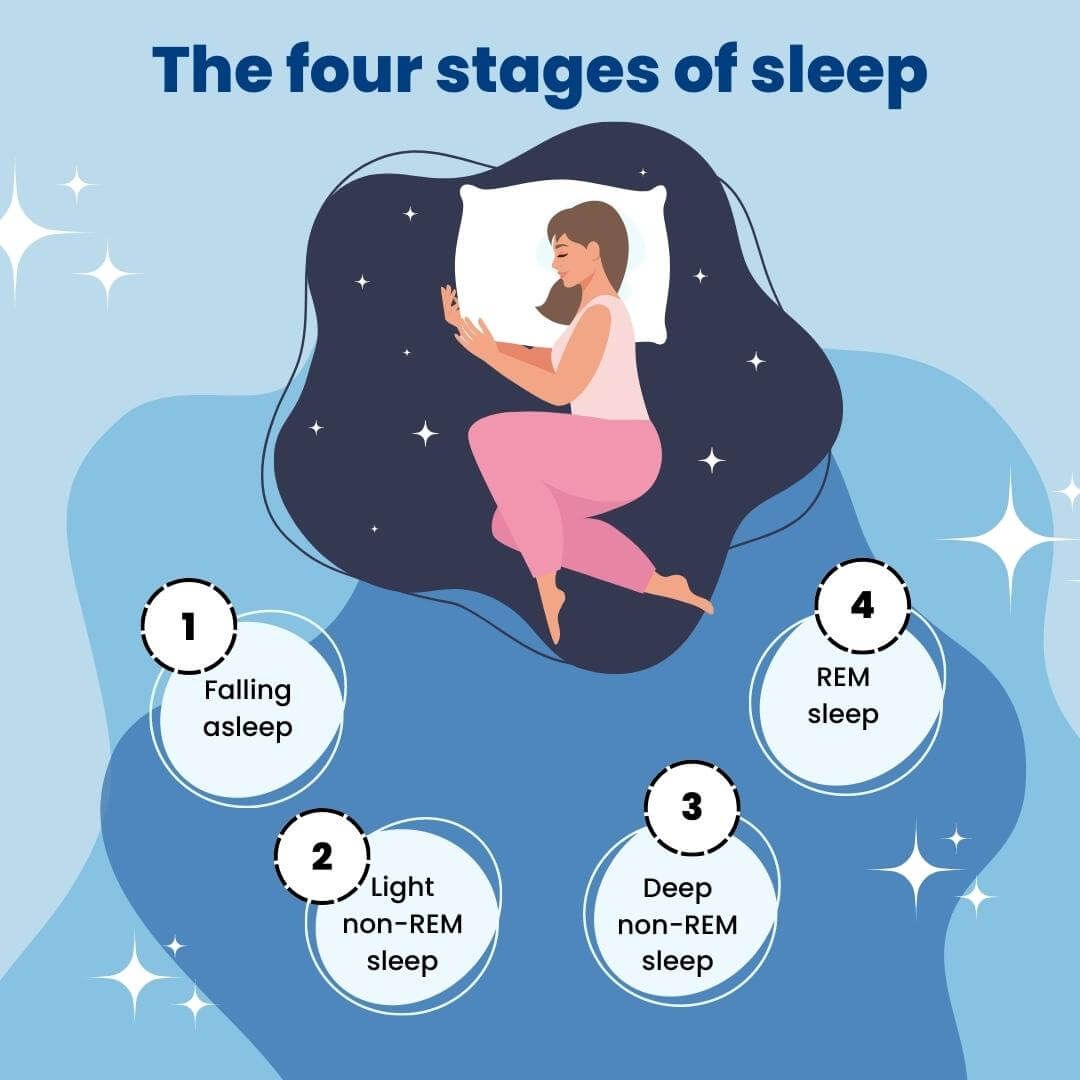 The four stages of sleep
1
Falling
asleep
2
Light
non-REM
sleep
3
Deep
non-REM
sleep
4
REM
sleep